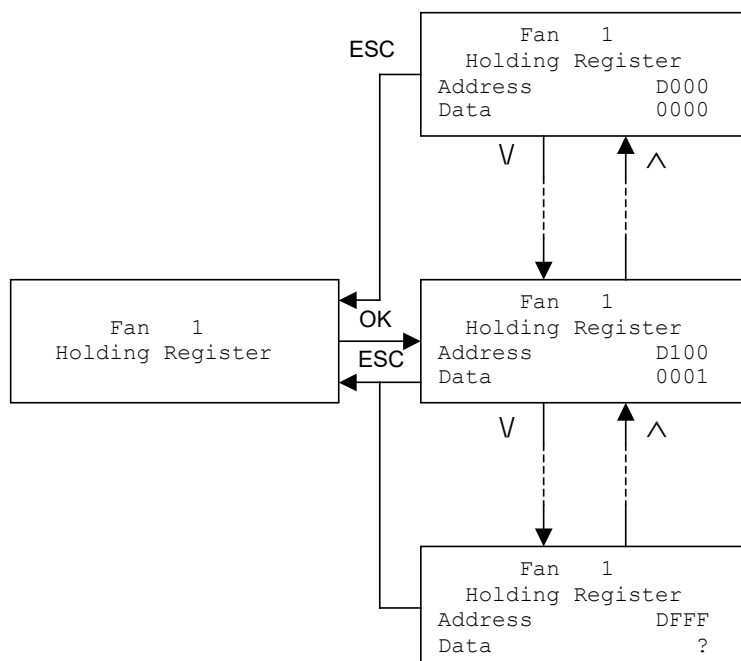 Fan 1
Holding Register
Address D000
Data 0000
ESC
\/ /\
Fan 1
Holding Register
OK
ESC
Fan 1
Holding Register
Address D100
Data 0001
\/ /\
Fan 1
Holding Register
Address DFFF
Data ?